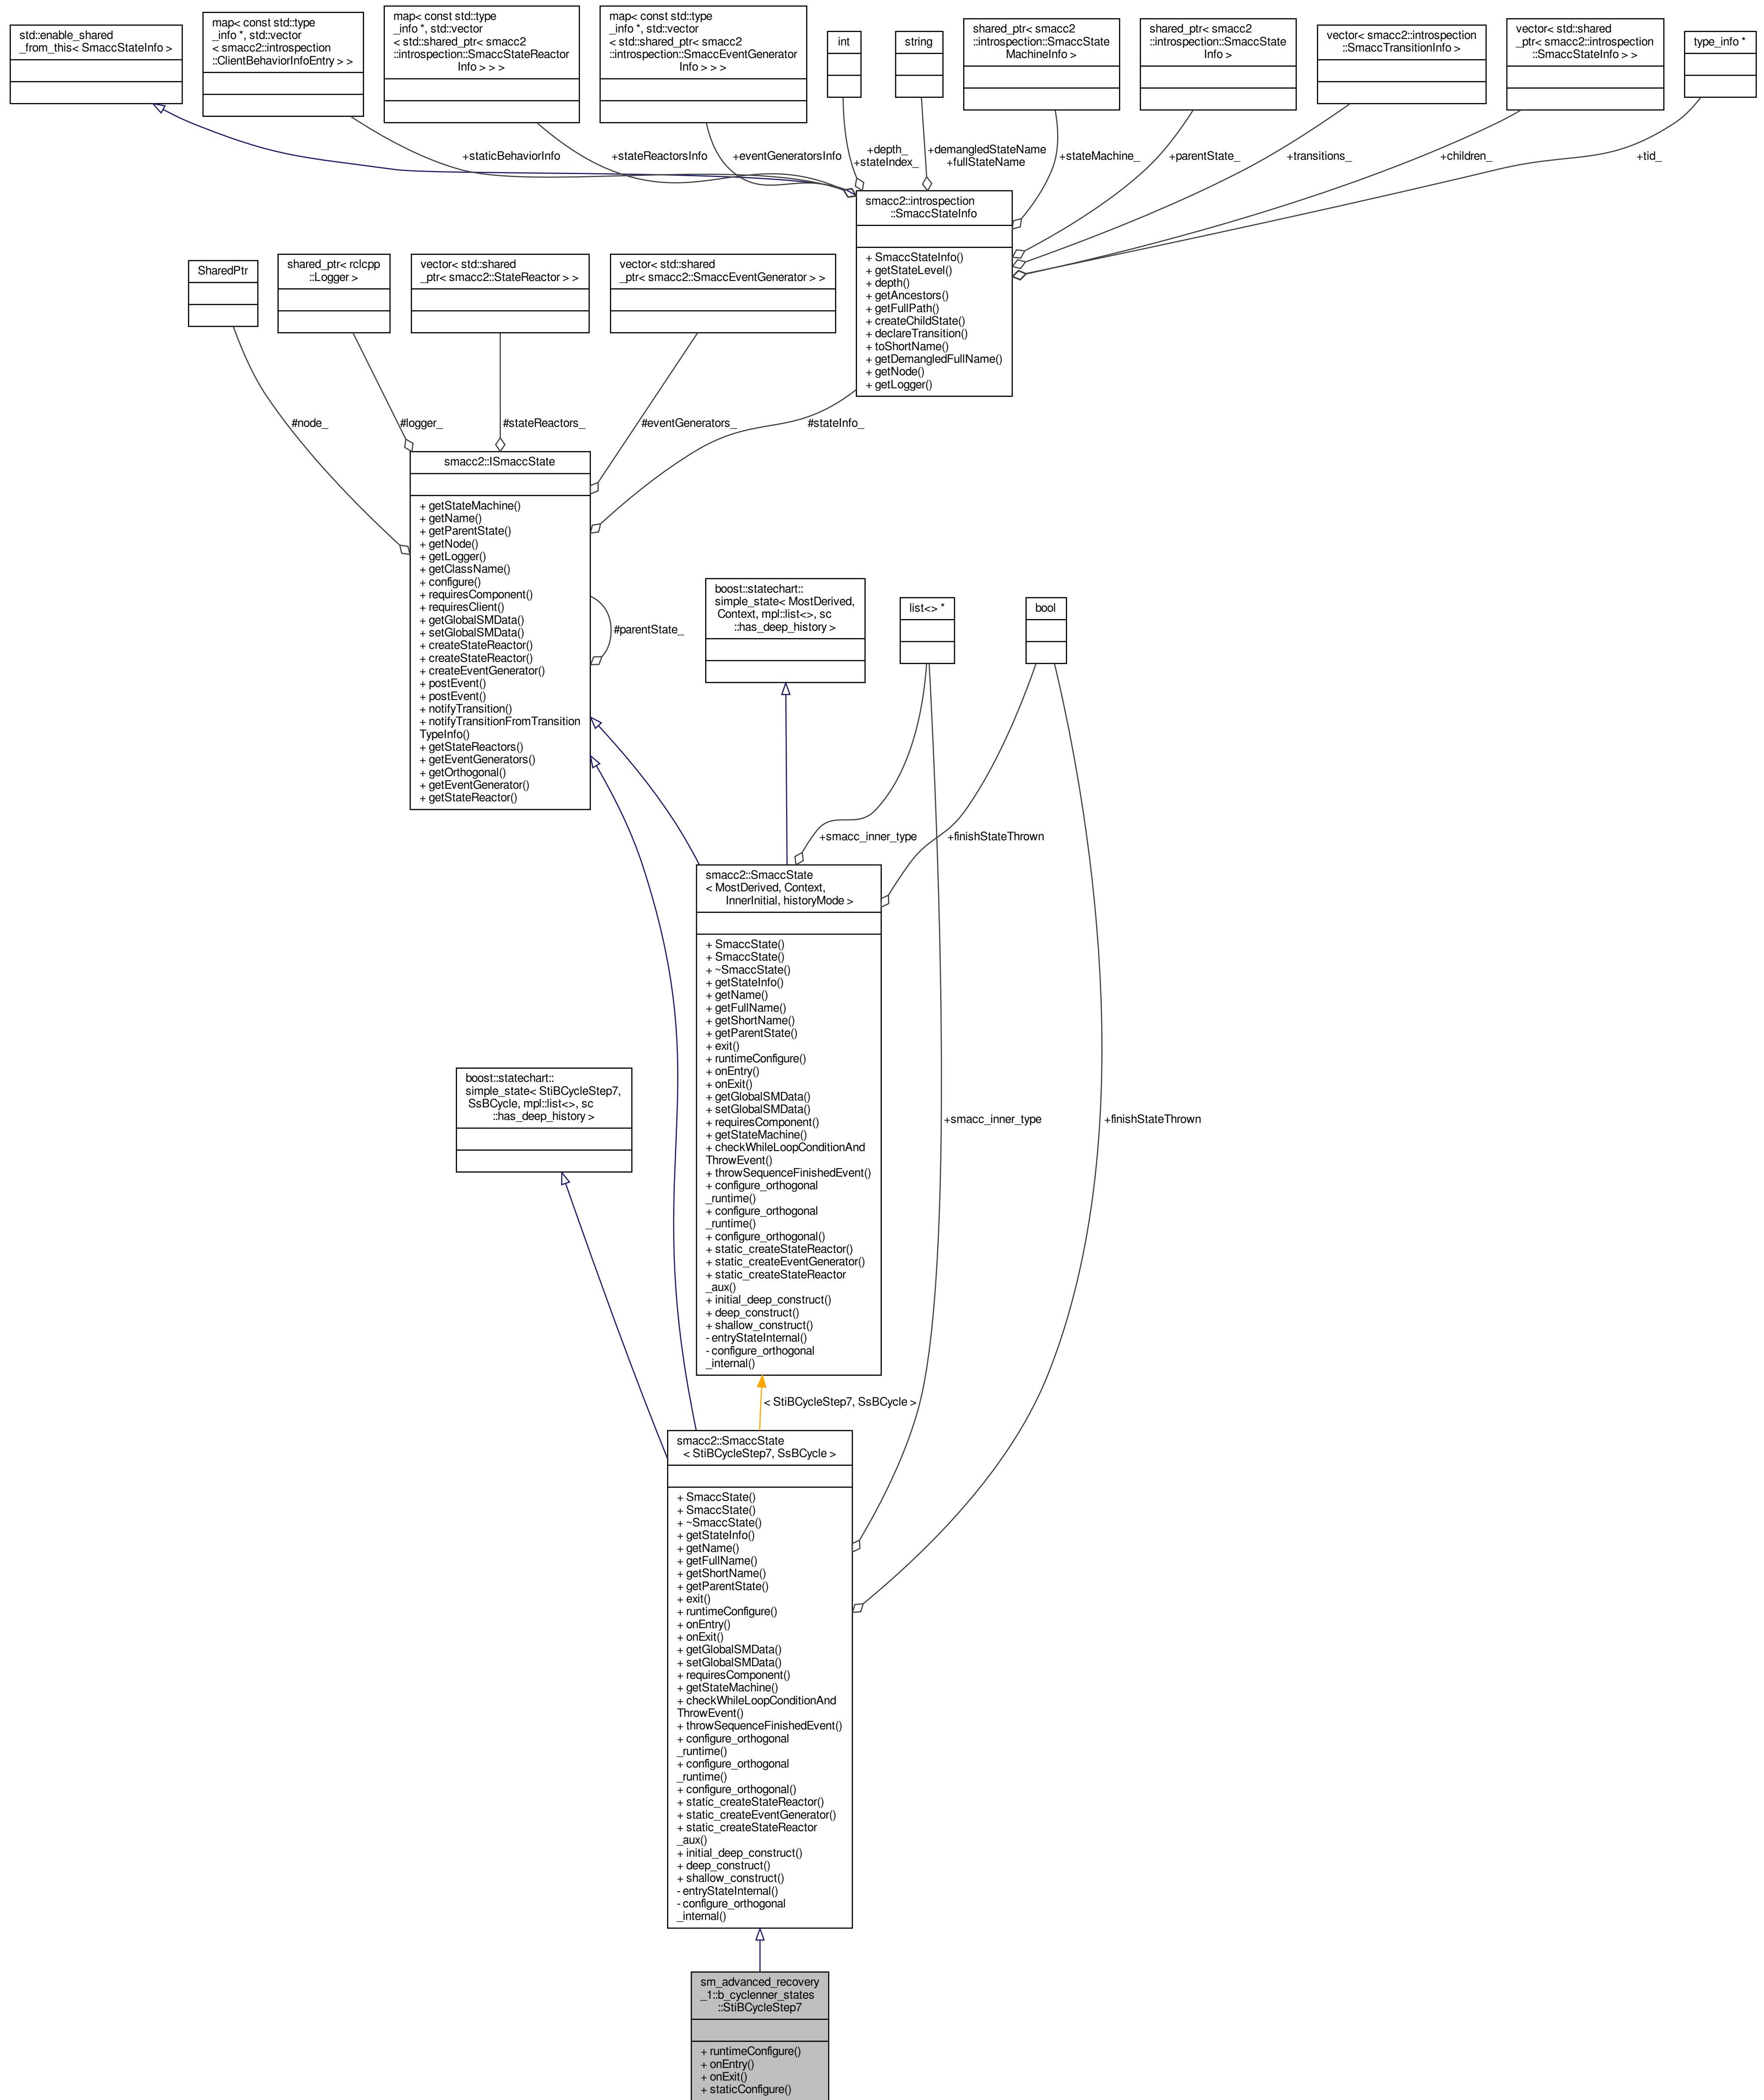 std::enable_shared
_from_this< SmaccStateInfo >
map< const std::type
_info *, std::vector
< smacc2::introspection
::ClientBehaviorInfoEntry > >
map< const std::type
_info *, std::vector
< std::shared_ptr< smacc2
::introspection::SmaccStateReactor
Info > > >
map< const std::type
_info *, std::vector
< std::shared_ptr< smacc2
::introspection::SmaccEventGenerator
Info > > >
int
string
shared_ptr< smacc2
::introspection::SmaccState
MachineInfo >
shared_ptr< smacc2
::introspection::SmaccState
Info >
vector< smacc2::introspection
::SmaccTransitionInfo >
vector< std::shared
_ptr< smacc2::introspection
::SmaccStateInfo > >
type_info *
+staticBehaviorInfo
+stateReactorsInfo
+eventGeneratorsInfo
+depth_
+stateIndex_
+demangledStateName
+fullStateName
+stateMachine_
+parentState_
+transitions_
+children_
+tid_
smacc2::introspection
::SmaccStateInfo
+ SmaccStateInfo()
+ getStateLevel()
+ depth()
+ getAncestors()
+ getFullPath()
+ createChildState()
+ declareTransition()
+ toShortName()
+ getDemangledFullName()
+ getNode()
+ getLogger()
SharedPtr
shared_ptr< rclcpp
::Logger >
vector< std::shared
_ptr< smacc2::StateReactor > >
vector< std::shared
_ptr< smacc2::SmaccEventGenerator > >
#node_
#logger_
#stateReactors_
#eventGenerators_
#stateInfo_
smacc2::ISmaccState
+ getStateMachine()
+ getName()
+ getParentState()
+ getNode()
+ getLogger()
+ getClassName()
+ configure()
+ requiresComponent()
+ requiresClient()
+ getGlobalSMData()
+ setGlobalSMData()
+ createStateReactor()
+ createStateReactor()
+ createEventGenerator()
+ postEvent()
+ postEvent()
+ notifyTransition()
+ notifyTransitionFromTransition
TypeInfo()
+ getStateReactors()
+ getEventGenerators()
+ getOrthogonal()
+ getEventGenerator()
+ getStateReactor()
#parentState_
boost::statechart::
simple_state< MostDerived,
Context, mpl::list<>, sc
::has_deep_history >
list<> *
bool
+smacc_inner_type
+finishStateThrown
smacc2::SmaccState
< MostDerived, Context,
InnerInitial, historyMode >
+ SmaccState()
+ SmaccState()
+ ~SmaccState()
+ getStateInfo()
+ getName()
+ getFullName()
+ getShortName()
+ getParentState()
+ exit()
+ runtimeConfigure()
+ onEntry()
+ onExit()
+ getGlobalSMData()
+ setGlobalSMData()
+ requiresComponent()
+ getStateMachine()
+ checkWhileLoopConditionAnd
ThrowEvent()
+ throwSequenceFinishedEvent()
+ configure_orthogonal
_runtime()
+ configure_orthogonal
_runtime()
+ configure_orthogonal()
+ static_createStateReactor()
+ static_createEventGenerator()
+ static_createStateReactor
_aux()
+ initial_deep_construct()
+ deep_construct()
+ shallow_construct()
- entryStateInternal()
- configure_orthogonal
_internal()
boost::statechart::
simple_state< StiBCycleStep7,
SsBCycle, mpl::list<>, sc
::has_deep_history >
+smacc_inner_type
+finishStateThrown
< StiBCycleStep7, SsBCycle >
smacc2::SmaccState
< StiBCycleStep7, SsBCycle >
+ SmaccState()
+ SmaccState()
+ ~SmaccState()
+ getStateInfo()
+ getName()
+ getFullName()
+ getShortName()
+ getParentState()
+ exit()
+ runtimeConfigure()
+ onEntry()
+ onExit()
+ getGlobalSMData()
+ setGlobalSMData()
+ requiresComponent()
+ getStateMachine()
+ checkWhileLoopConditionAnd
ThrowEvent()
+ throwSequenceFinishedEvent()
+ configure_orthogonal
_runtime()
+ configure_orthogonal
_runtime()
+ configure_orthogonal()
+ static_createStateReactor()
+ static_createEventGenerator()
+ static_createStateReactor
_aux()
+ initial_deep_construct()
+ deep_construct()
+ shallow_construct()
- entryStateInternal()
- configure_orthogonal
_internal()
sm_advanced_recovery
_1::b_cyclenner_states
::StiBCycleStep7
+ runtimeConfigure()
+ onEntry()
+ onExit()
+ staticConfigure()